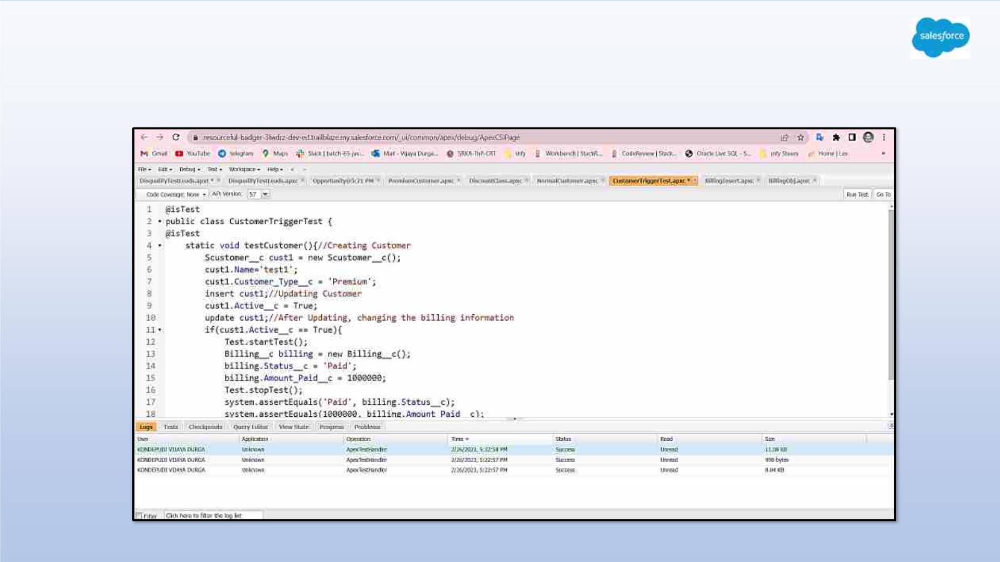 salesforce
resourceful-badger-3lwdrz-dev-ed.trailblaze.my.salesforce.com/_ui/common/apex/debug/ApexCSIPage
Gmail YouTube telegram Maps Slack | batch-65-jav... Mail - Vijaya Durga... SRKR-ThP-CRT infy Workbench | StackR... CodeReview | Stack... Oracle Live SQL - S... infy Steam Home | Lex
File Edit Debug Test Workspace Help < >
DisqualifyTestLeads.apxt * DisqualifyTestLeads.apxc Opportunity@5:21 PM PremiumCustomer.apxc DiscountClass.apxc NormalCustomer.apxc CustomerTriggerTest.apxc * BillingInsert.apxc BillingObj.apxc
Code Coverage: None API Version: 57 Run Test Go To
1 @isTest
2 public class CustomerTriggerTest {
3 @isTest
4 static void testCustomer(){//Creating Customer
5 Scustomer__c cust1 = new Scustomer__c();
6 cust1.Name='test1';
7 cust1.Customer_Type__c = 'Premium';
8 insert cust1;//Updating Customer
9 cust1.Active__c = True;
10 update cust1;//After Updating, changing the billing information
11 if(cust1.Active__c == True){
12 Test.startTest();
13 Billing__c billing = new Billing__c();
14 billing.Status__c = 'Paid';
15 billing.Amount_Paid__c = 1000000;
16 Test.stopTest();
17 system.assertEquals('Paid', billing.Status__c);
18 system.assertEquals(1000000, billing.Amount_Paid__c);
Logs Tests Checkpoints Query Editor View State Progress Problems
User Application Operation Time Status Read Size
KONDEPUDI VIJAYA DURGA Unknown ApexTestHandler 2/26/2023, 5:22:58 PM Success Unread
KONDEPUDI VIJAYA DURGA Unknown ApexTestHandler 2/26/2023, 5:22:57 PM Success Unread 998 bytes
KONDEPUDI VIJAYA DURGA Unknown ApexTestHandler 2/26/2023, 5:22:57 PM Success Unread 8.04 KB
Filter Click here to filter the log list